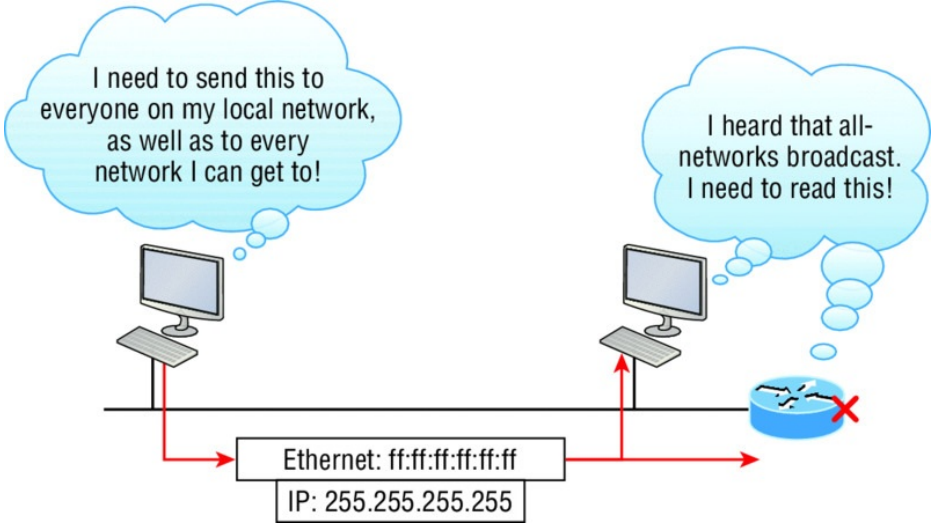 I need to send this to
everyone on my local network,
as well as to every
network I can get to!
I heard that all-
networks broadcast.
I need to read this!
Ethernet: ff:ff:ff:ff:ff:ff
IP: 255.255.255.255